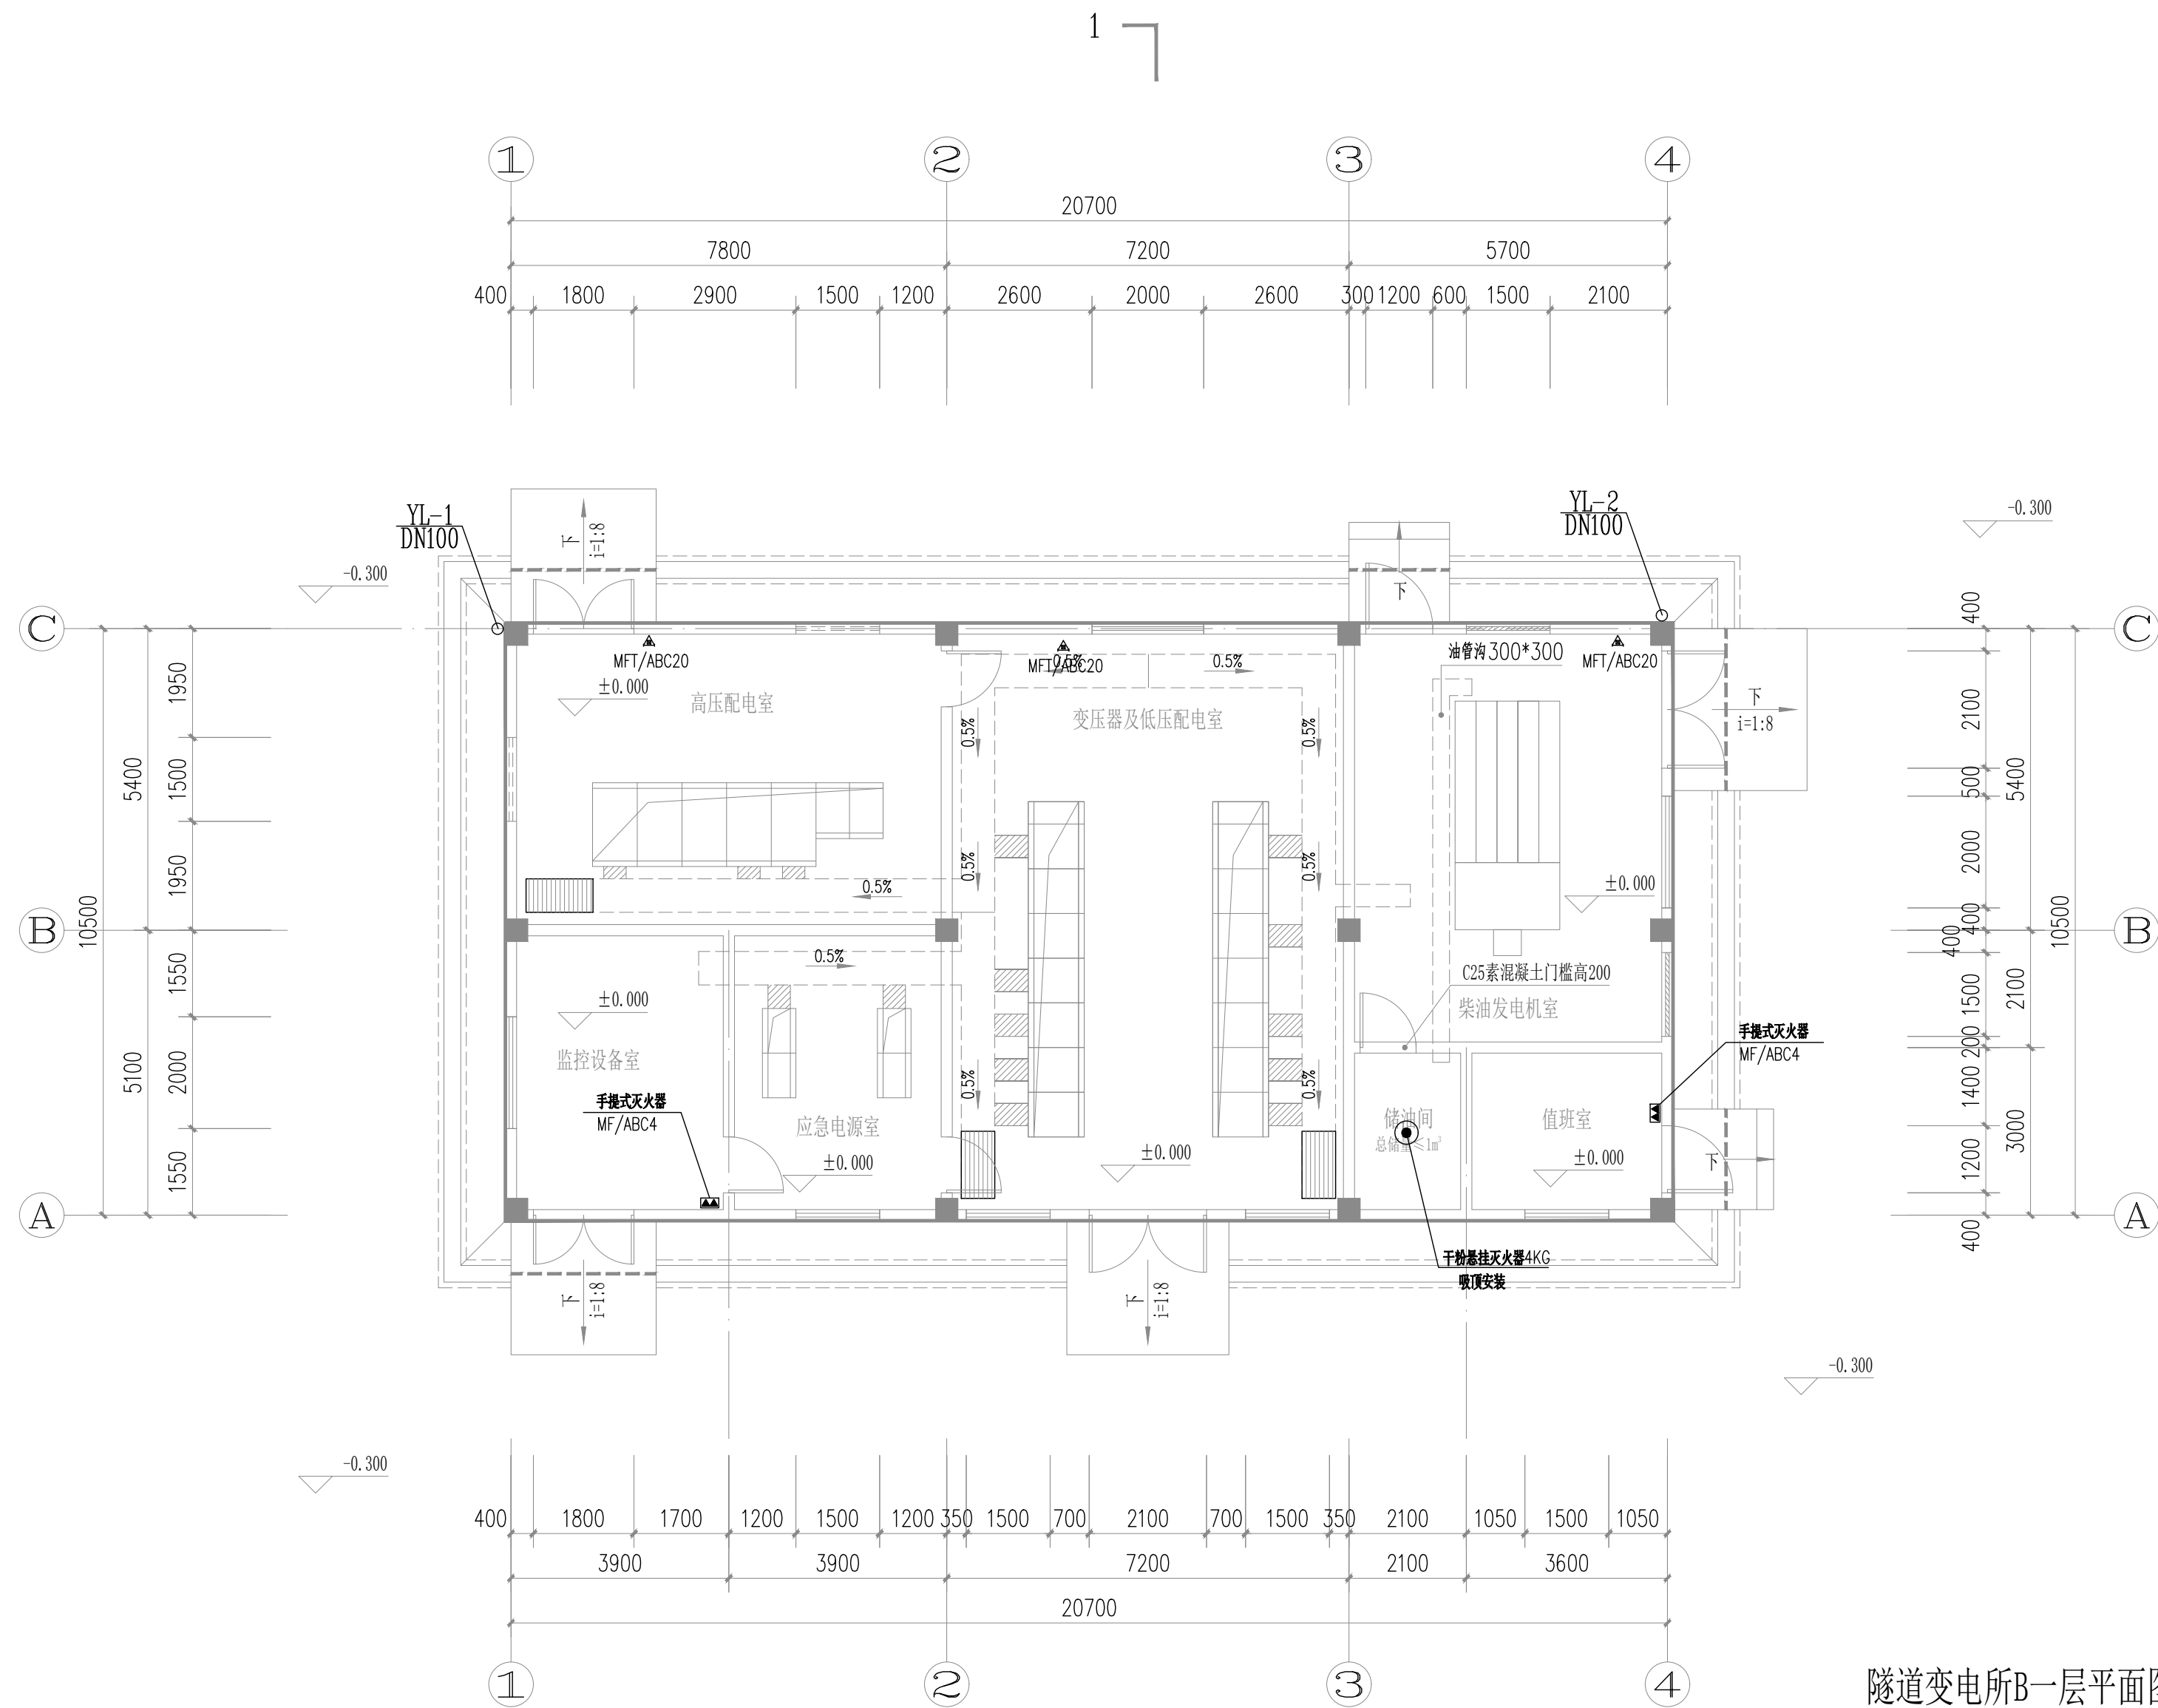 1
1 2 3 4
20700
7800 7200 5700
400 1800 2900 1500 1200 2600 2000 2600 300 1200 600 1500 2100
YL-1
DN100
YL-2
DN100
-0.300
-0.300
下
i=1:8
下
C
C
MFT/ABC20
MFT/ABC20
MFT/ABC20
0.5%
0.5%
油管沟300*300
±0.000
高压配电室
变压器及低压配电室
下
i=1:8
0.5%
0.5%
0.5%
0.5%
0.5%
±0.000
B
B
0.5%
C25素混凝土门槛高200
柴油发电机室
±0.000
监控设备室
手提式灭火器
MF/ABC4
手提式灭火器
MF/ABC4
0.5%
0.5%
应急电源室
储油间
总储量≤1m³
值班室
±0.000
±0.000
±0.000
下
A
A
干粉悬挂灭火器4KG
吸顶安装
下
i=1:8
下
i=1:8
-0.300
-0.300
1950
1500
1950
1550
2000
1550
5400
5100
10500
400
2100
500
2000
400
400
1500
200
1400
1200
400
5400
2100
3000
10500
400 1800 1700 1200 1500 1200 350 1500 700 2100 700 1500 350 2100 1050 1500 1050
3900 3900 7200 2100 3600
20700
1 2 3 4
隧道变电所B一层平面图